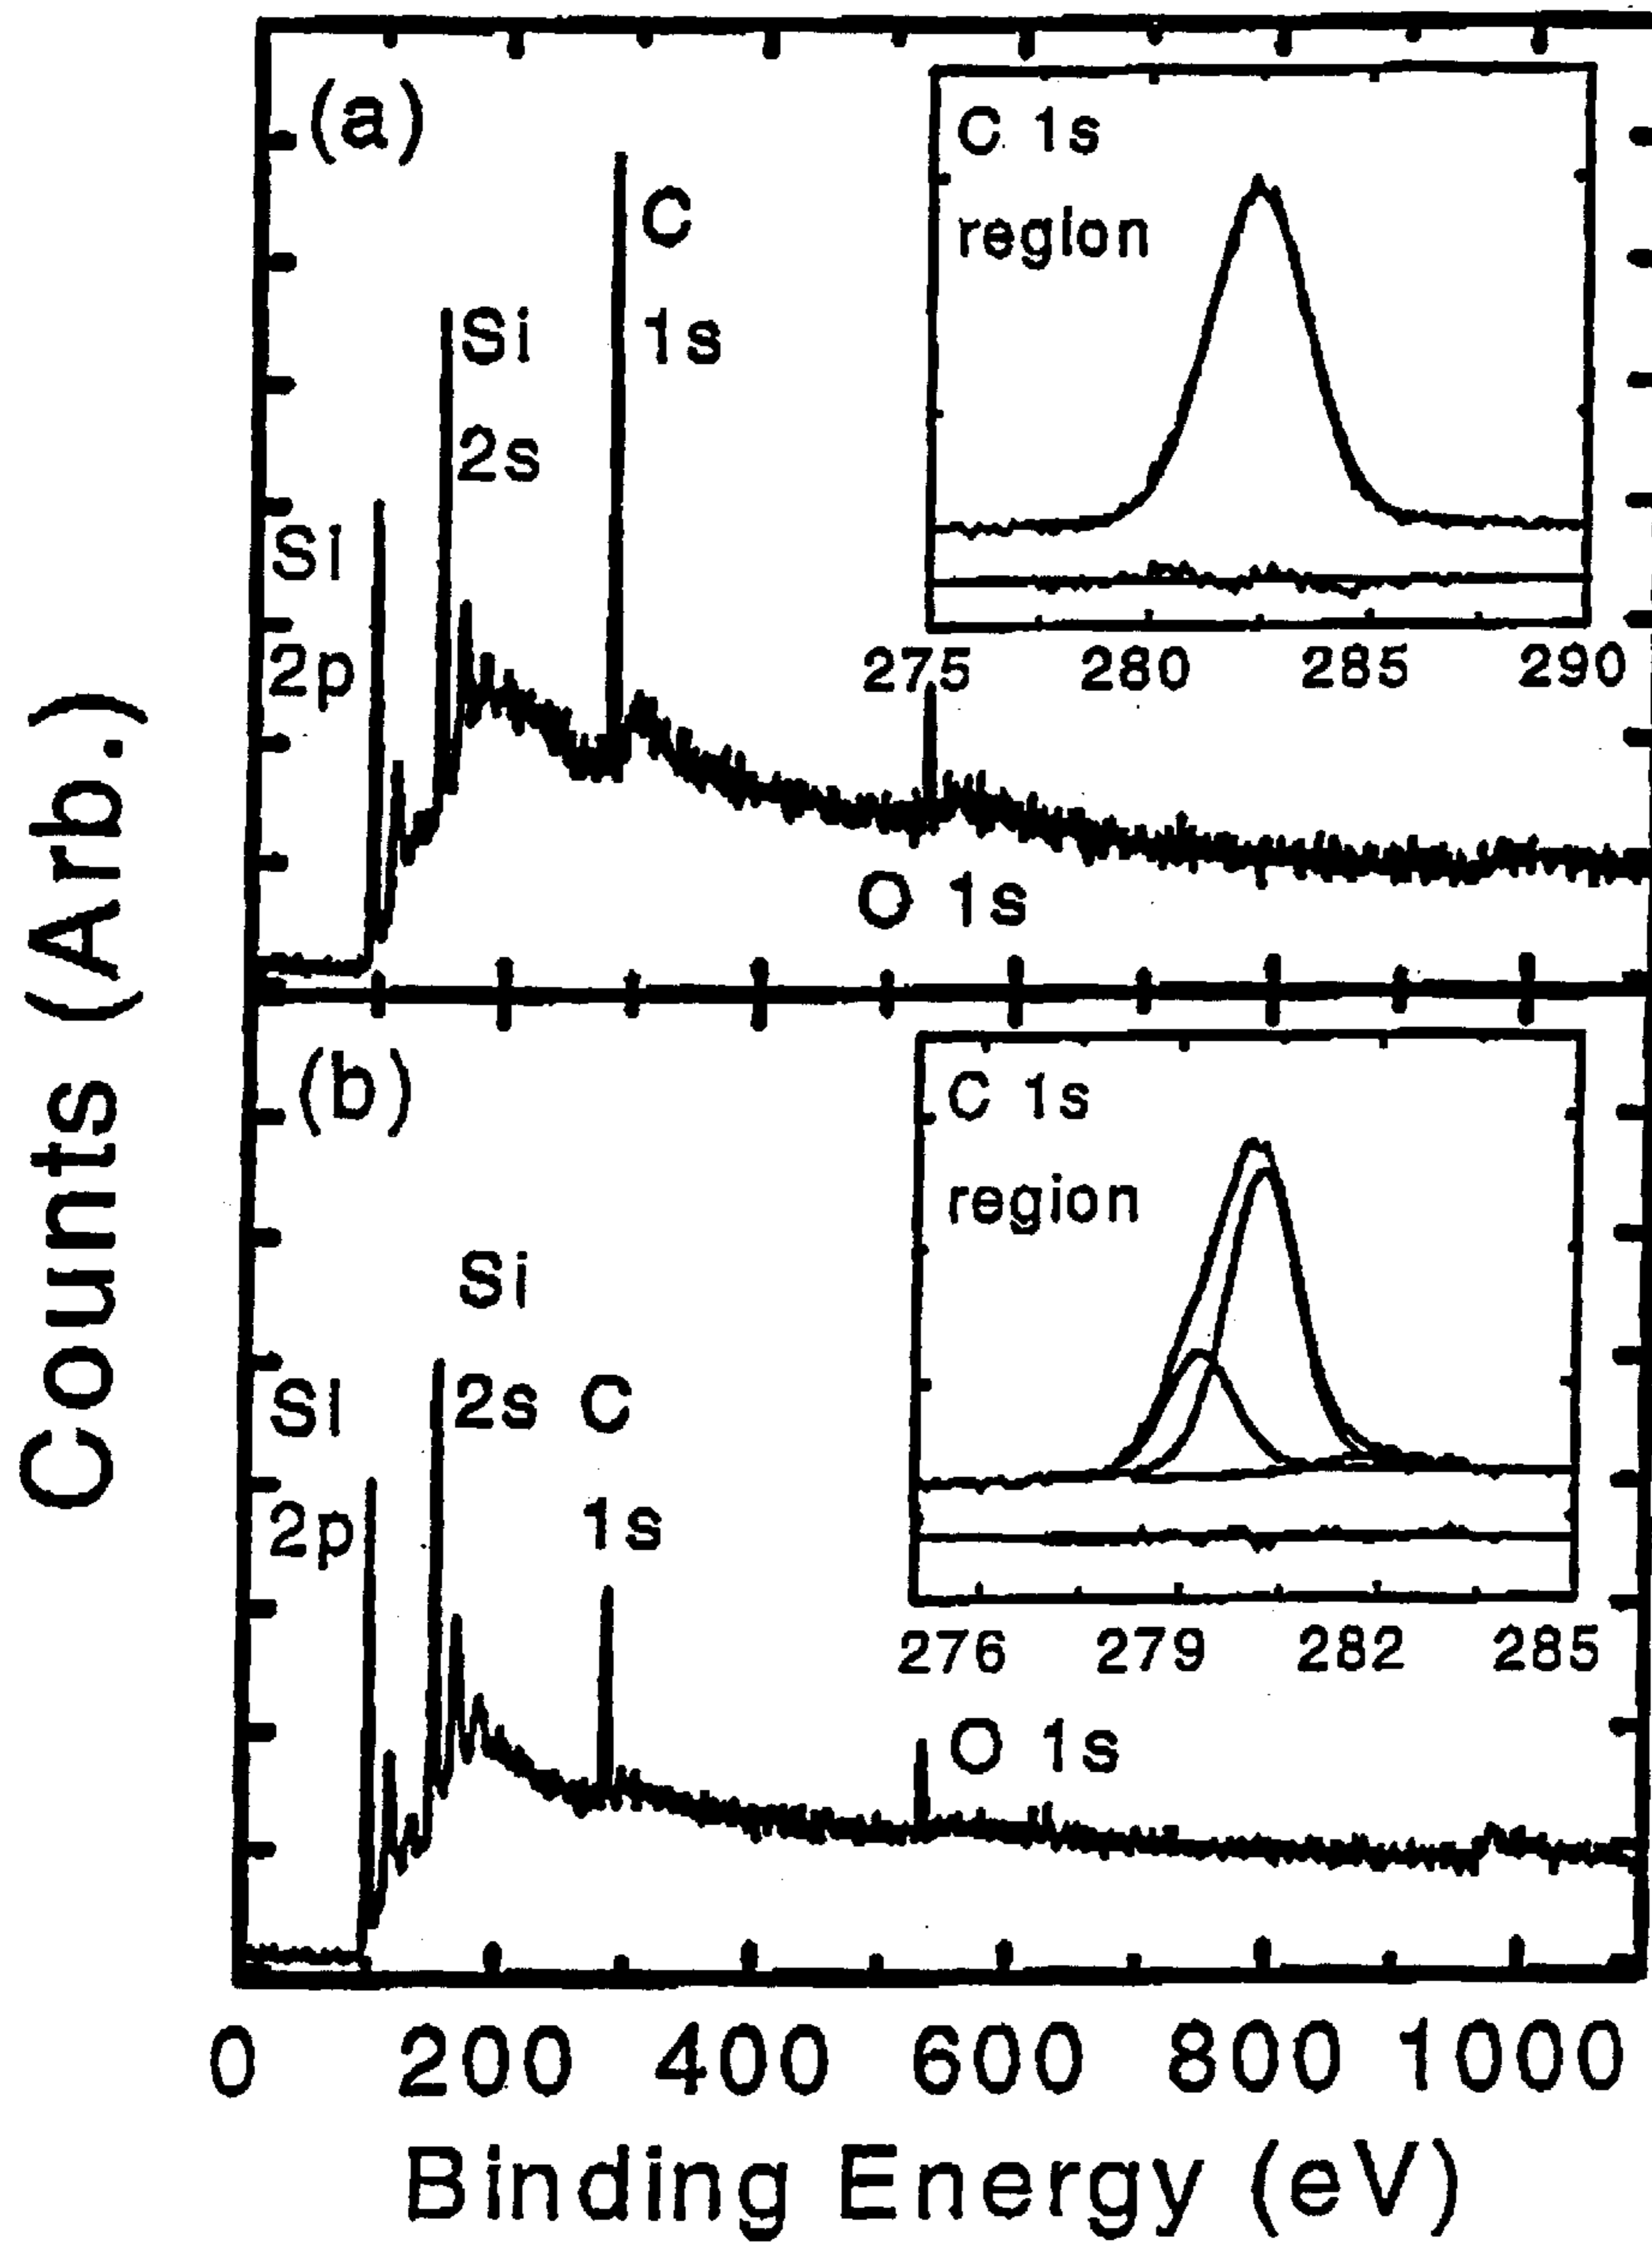 Counts (Arb.)
(a)
C
1s
Si
2s
Si
2p
O 1s
C 1s
region
275 280 285 290
(b)
Si
2s
C
1s
Si
2p
O 1s
C 1s
region
276 279 282 285
0 200 400 600 800 1000
Binding Energy (eV)